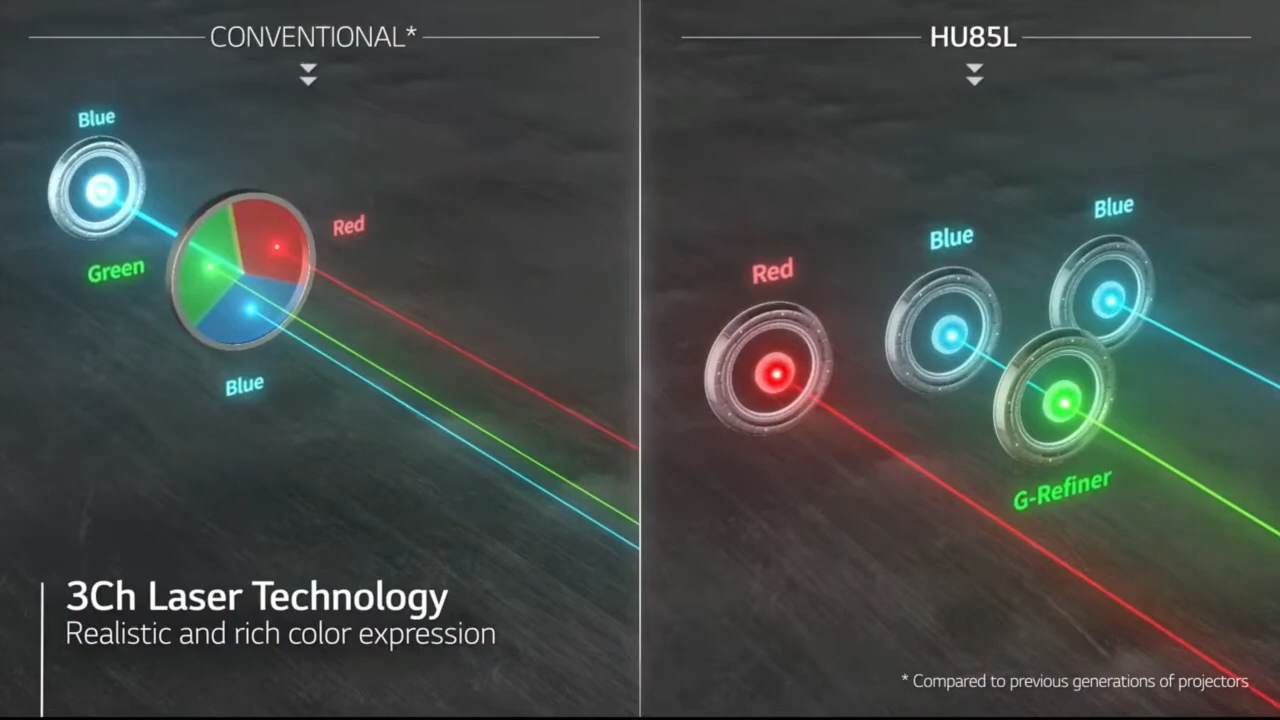 CONVENTIONAL*
Blue
Green
Red
Blue
3Ch Laser Technology
Realistic and rich color expression
HU85L
Red
Blue
Blue
G-Refiner
* Compared to previous generations of projectors